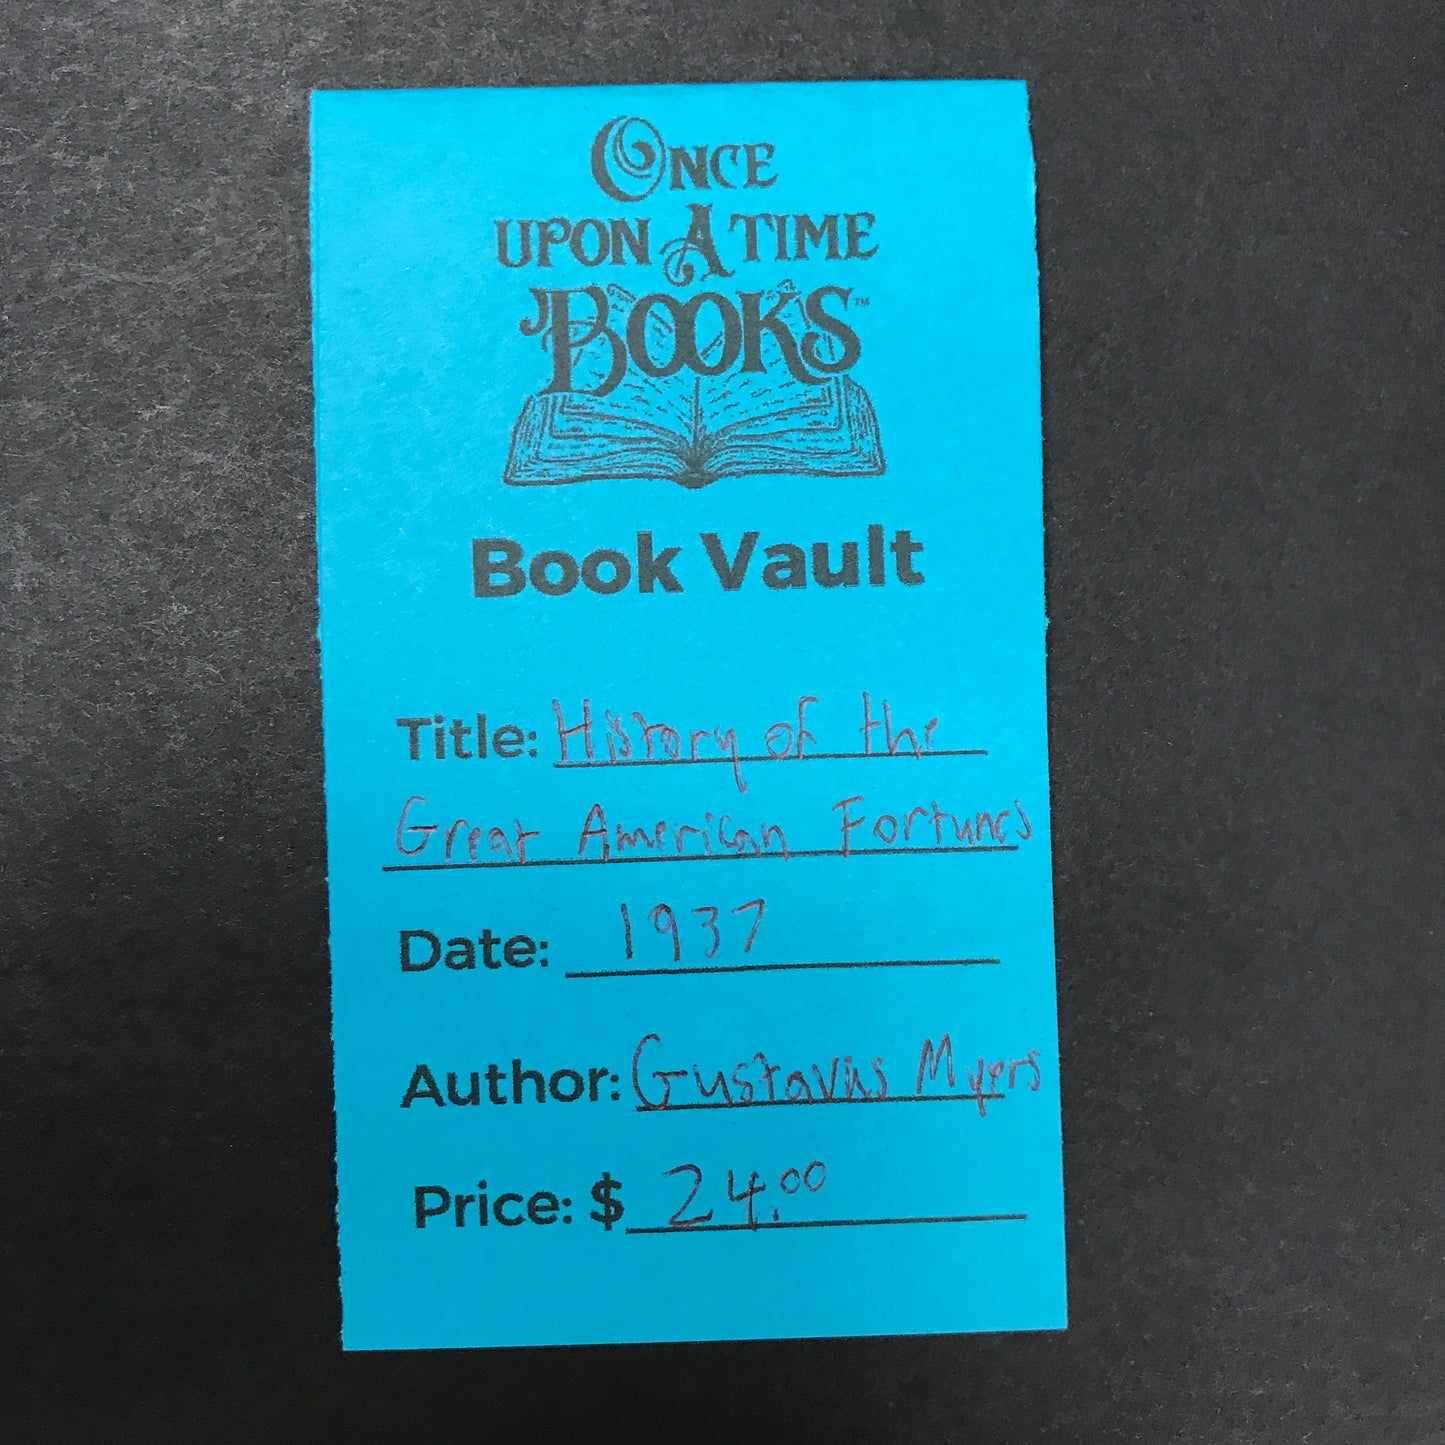 ONCE
UPON A TIME
BOOKS™
Book Vault
Title: History of the
Great American Fortunes
Date: 1937
Author: Gustavus Myers
Price: $ 24.00